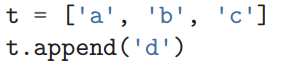 t = ['a', 'b', 'c']
t.append('d')